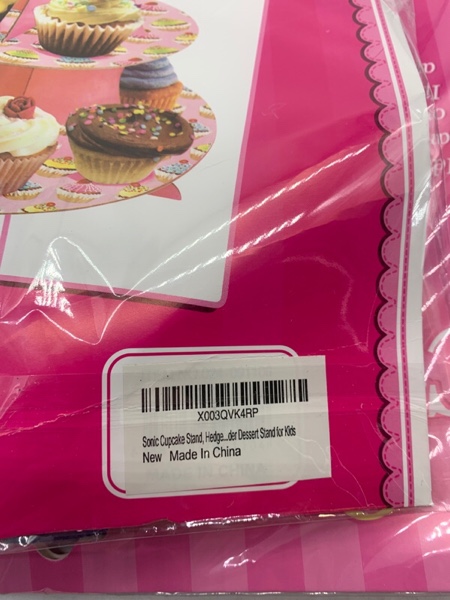 X003QVK4RP
Sonic Cupcake Stand, Hedge...der Dessert Stand for Kids
New Made In China